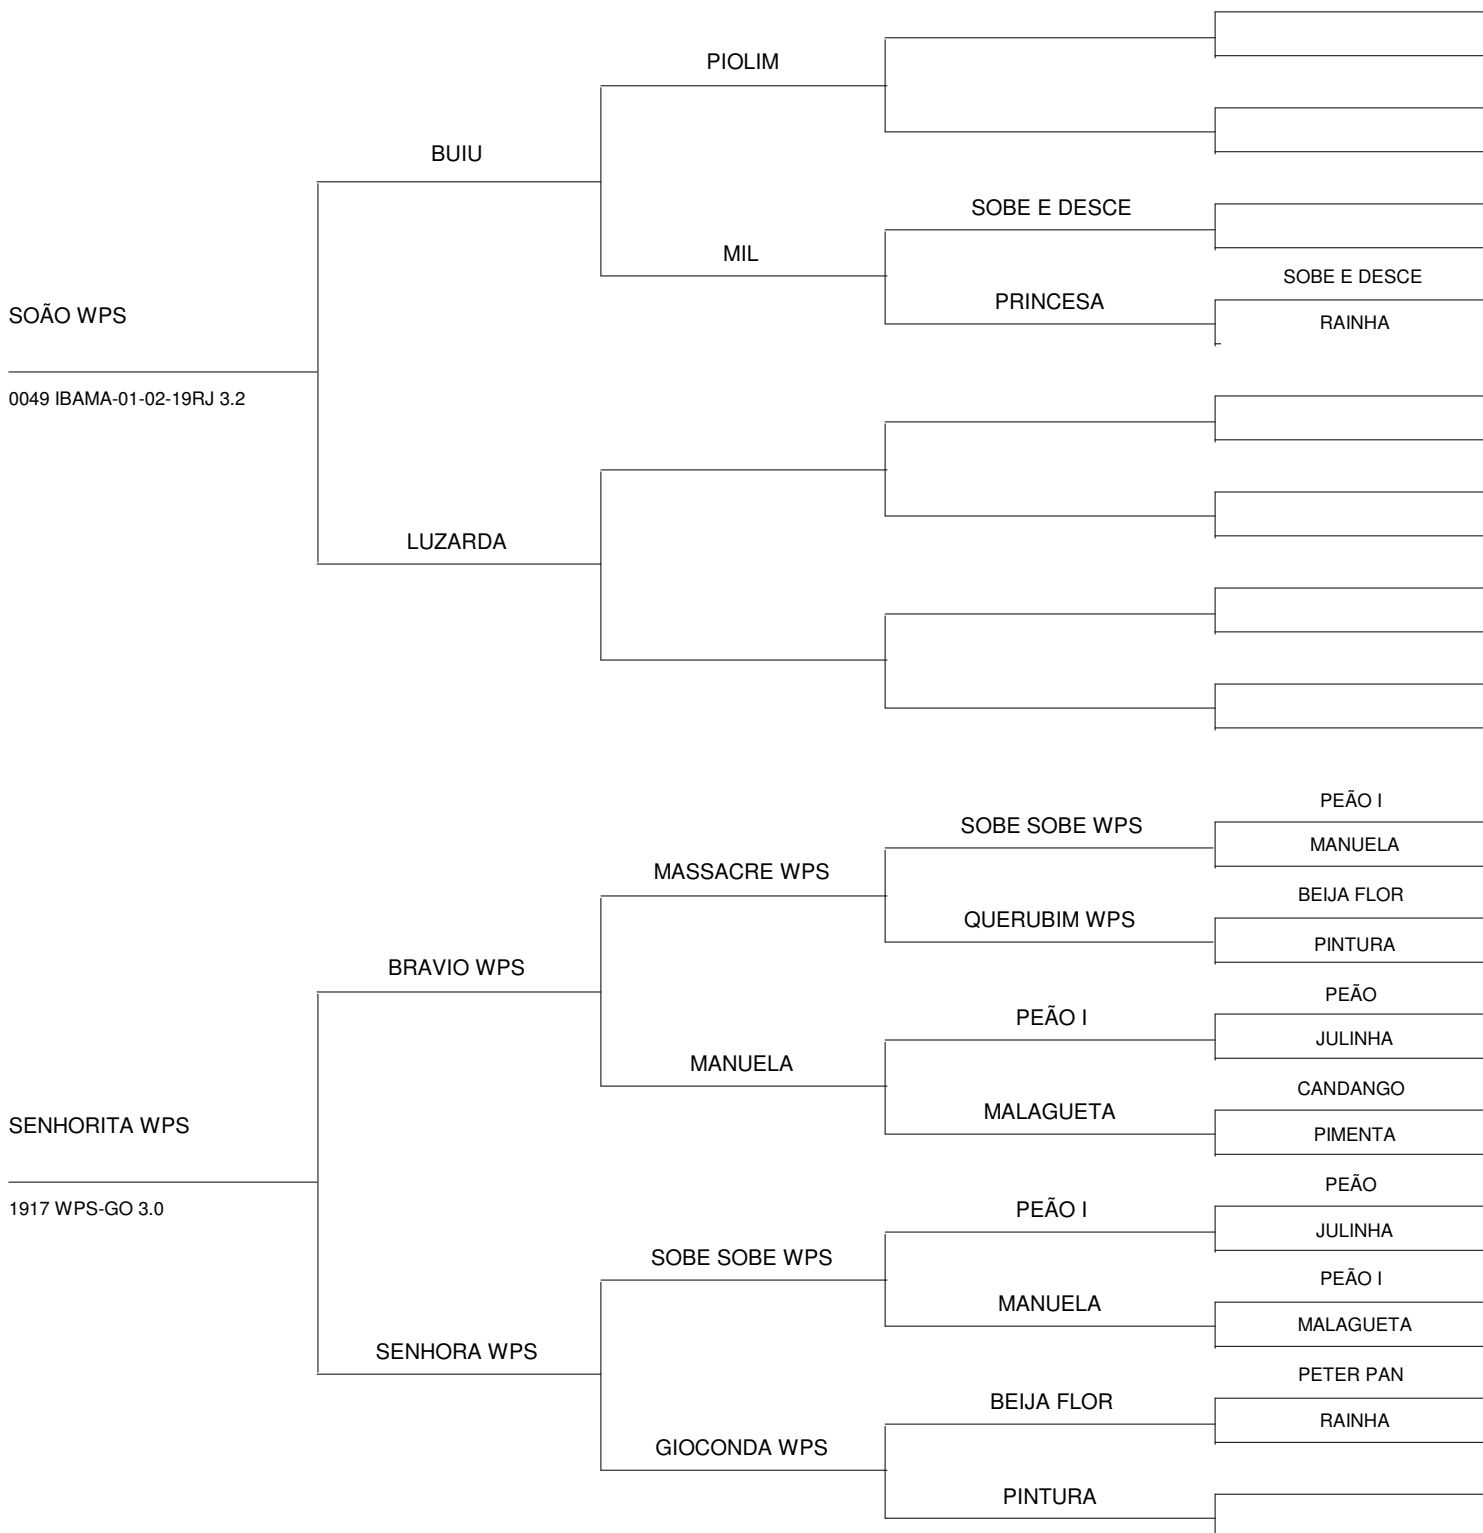 PIOLIM
BUIU
SOBE E DESCE
MIL
SOBE E DESCE
PRINCESA
RAINHA
SOÃO WPS
0049 IBAMA-01-02-19RJ 3.2
LUZARDA
PEÃO I
SOBE SOBE WPS
MANUELA
MASSACRE WPS
BEIJA FLOR
QUERUBIM WPS
PINTURA
BRAVIO WPS
PEÃO
PEÃO I
JULINHA
MANUELA
CANDANGO
MALAGUETA
PIMENTA
SENHORITA WPS
1917 WPS-GO 3.0
PEÃO
PEÃO I
JULINHA
SOBE SOBE WPS
PEÃO I
MANUELA
MALAGUETA
SENHORA WPS
PETER PAN
BEIJA FLOR
RAINHA
GIOCONDA WPS
PINTURA